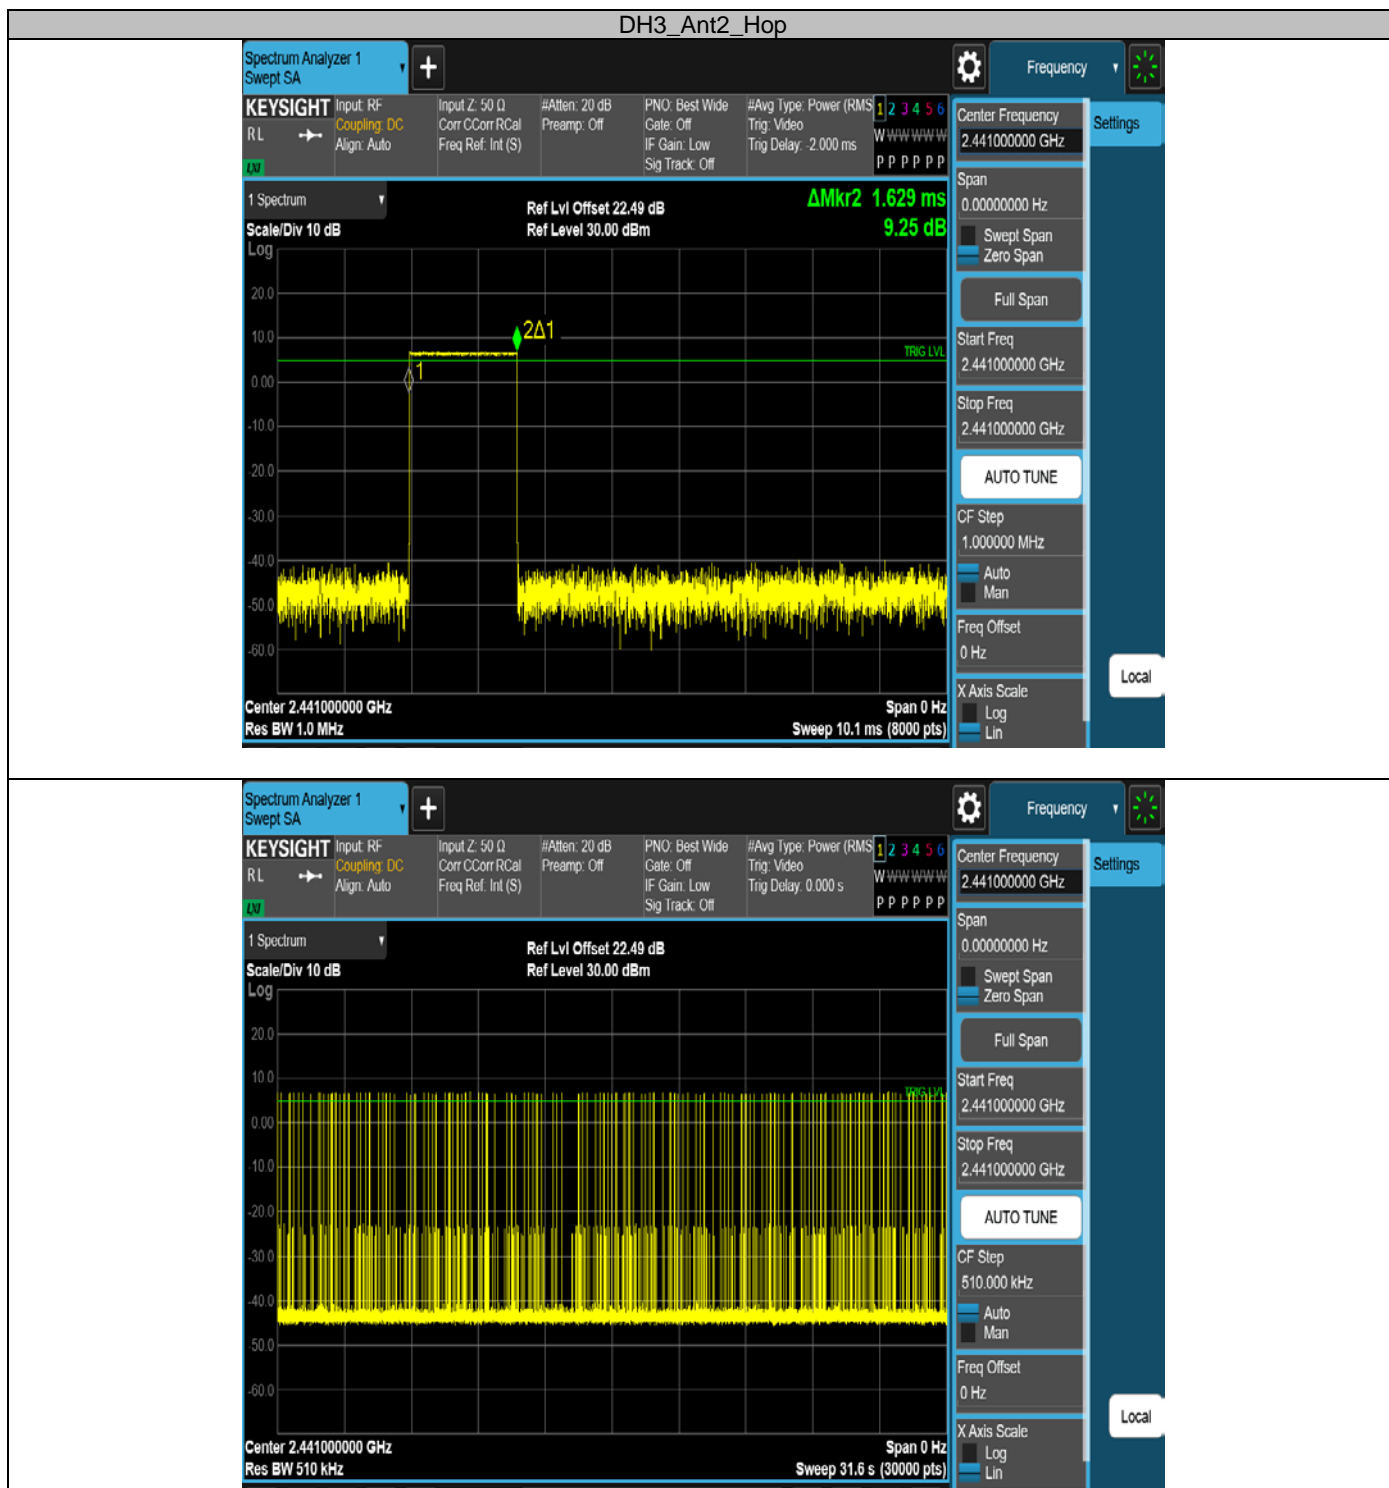 DH3_Ant2_Hop
Spectrum Analyzer 1
Swept SA
+
Frequency
KEYSIGHT
RL
LXI
Input: RF
Coupling: DC
Align: Auto
Input Z: 50 Ω
Corr CCorr RCal
Freq Ref: Int (S)
#Atten: 20 dB
Preamp: Off
PNO: Best Wide
Gate: Off
IF Gain: Low
Sig Track: Off
#Avg Type: Power (RMS
Trig: Video
Trig Delay: -2.000 ms
1 2 3 4 5 6
W W W W W W
P P P P P P
1 Spectrum
Scale/Div 10 dB
Log
Ref Lvl Offset 22.49 dB
Ref Level 30.00 dBm
ΔMkr2 1.629 ms
9.25 dB
20.0
10.0
0.00
-10.0
-20.0
-30.0
-40.0
-50.0
-60.0
2Δ1
1
TRIG LVL
Center 2.441000000 GHz
Res BW 1.0 MHz
Span 0 Hz
Sweep 10.1 ms (8000 pts)
Center Frequency
2.441000000 GHz
Span
0.00000000 Hz
Swept Span
Zero Span
Full Span
Start Freq
2.441000000 GHz
Stop Freq
2.441000000 GHz
AUTO TUNE
CF Step
1.000000 MHz
Auto
Man
Freq Offset
0 Hz
X Axis Scale
Log
Lin
Settings
Local
Spectrum Analyzer 1
Swept SA
+
Frequency
KEYSIGHT
RL
LXI
Input: RF
Coupling: DC
Align: Auto
Input Z: 50 Ω
Corr CCorr RCal
Freq Ref: Int (S)
#Atten: 20 dB
Preamp: Off
PNO: Best Wide
Gate: Off
IF Gain: Low
Sig Track: Off
#Avg Type: Power (RMS
Trig: Video
Trig Delay: 0.000 s
1 2 3 4 5 6
W W W W W W
P P P P P P
1 Spectrum
Scale/Div 10 dB
Log
Ref Lvl Offset 22.49 dB
Ref Level 30.00 dBm
20.0
10.0
0.00
-10.0
-20.0
-30.0
-40.0
-50.0
-60.0
TRIG LVL
Center 2.441000000 GHz
Res BW 510 kHz
Span 0 Hz
Sweep 31.6 s (30000 pts)
Center Frequency
2.441000000 GHz
Span
0.00000000 Hz
Swept Span
Zero Span
Full Span
Start Freq
2.441000000 GHz
Stop Freq
2.441000000 GHz
AUTO TUNE
CF Step
510.000 kHz
Auto
Man
Freq Offset
0 Hz
X Axis Scale
Log
Lin
Settings
Local